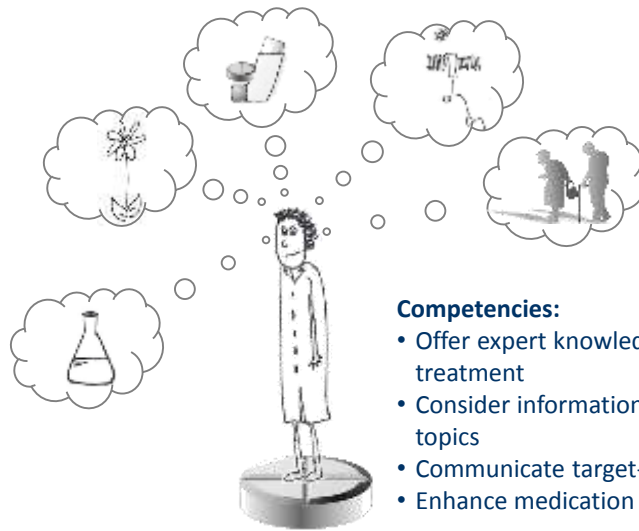 Competencies:
• Offer expert knowled
treatment
• Consider information
topics
• Communicate target-
• Enhance medication